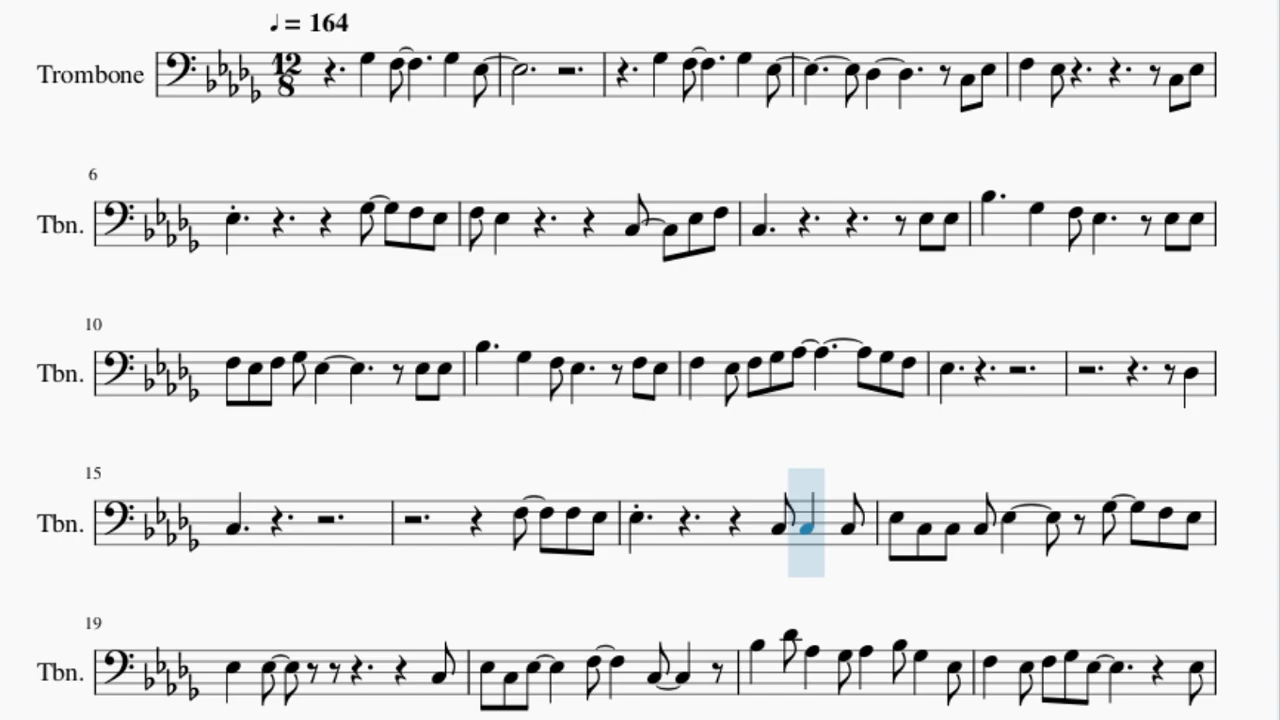 ♩ = 164
Trombone 12 8
6
Tbn.
10
Tbn.
15
Tbn.
19
Tbn.